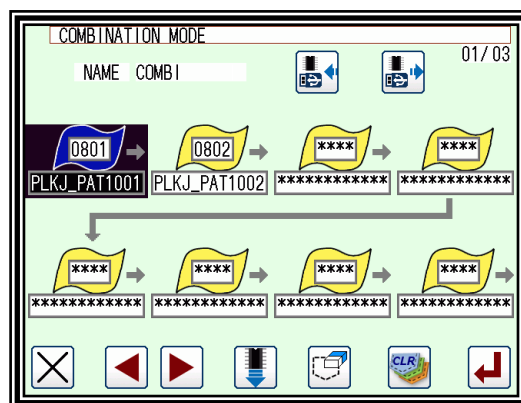 COMBINATION MODE
NAME COMBI
01/03
0801 0802 **** ****
PLKJ_PAT1001 PLKJ_PAT1002 ************ ************
**** **** **** ****
************ ************ ************ ************
CLR